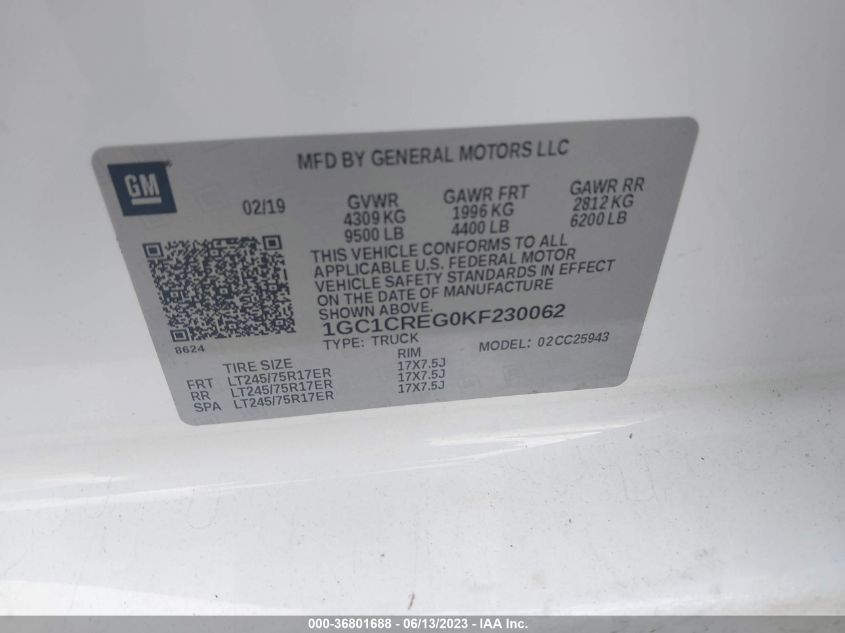 GM
MFD BY GENERAL MOTORS LLC
02/19
GVWR
4309 KG
9500 LB
GAWR FRT
1996 KG
4400 LB
GAWR RR
2812 KG
6200 LB
THIS VEHICLE CONFORMS TO ALL
APPLICABLE U.S. FEDERAL MOTOR
VEHICLE SAFETY STANDARDS IN EFFECT
ON THE DATE OF MANUFACTURE
SHOWN ABOVE.
1GC1CREG0KF230062
8624
TYPE: TRUCK
MODEL: 02CC25943
TIRE SIZE RIM
FRT LT245/75R17ER 17X7.5J
RR LT245/75R17ER 17X7.5J
SPA LT245/75R17ER 17X7.5J
000-36801688 - 06/13/2023 - IAA Inc.